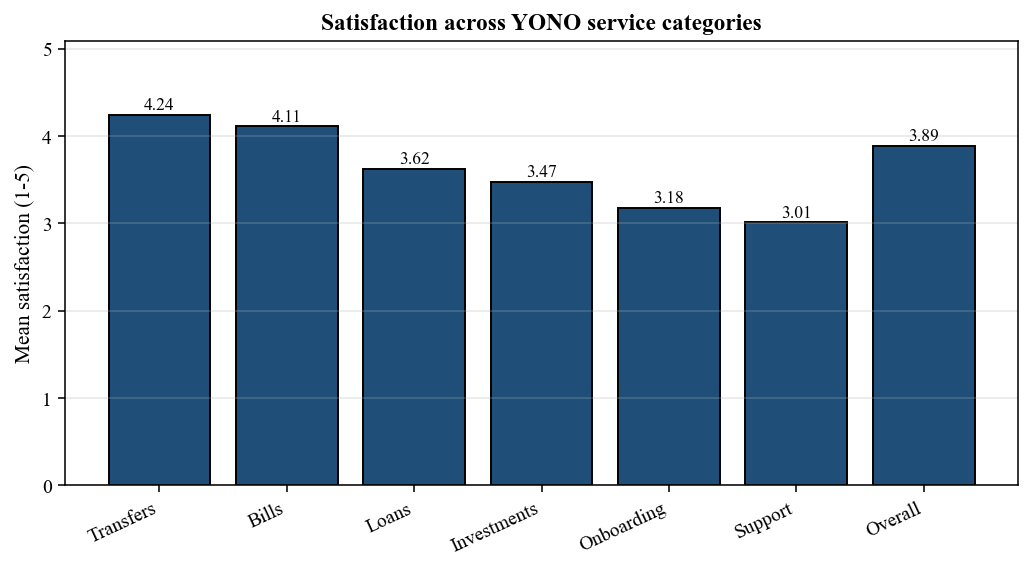 Satisfaction across YONO service categories
Mean satisfaction (1-5)
5
4
3
2
1
0
4.24
4.11
3.62
3.47
3.18
3.01
3.89
Transfers
Bills
Loans
Investments
Onboarding
Support
Overall